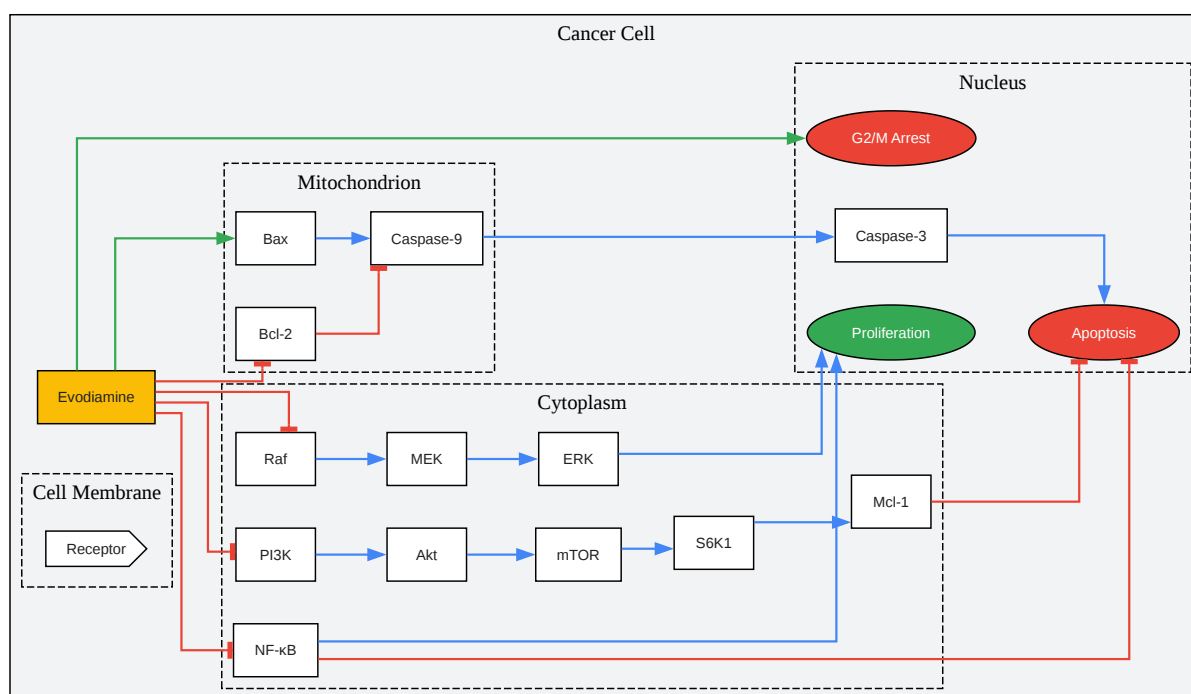 Cancer Cell
Nucleus
G2/M Arrest
Mitochondrion
Bax
Caspase-9
Caspase-3
Bcl-2
Proliferation
Apoptosis
Evodiamine
Cytoplasm
Raf
MEK
ERK
Cell Membrane
Mcl-1
Receptor
PI3K
Akt
mTOR
S6K1
NF-κB